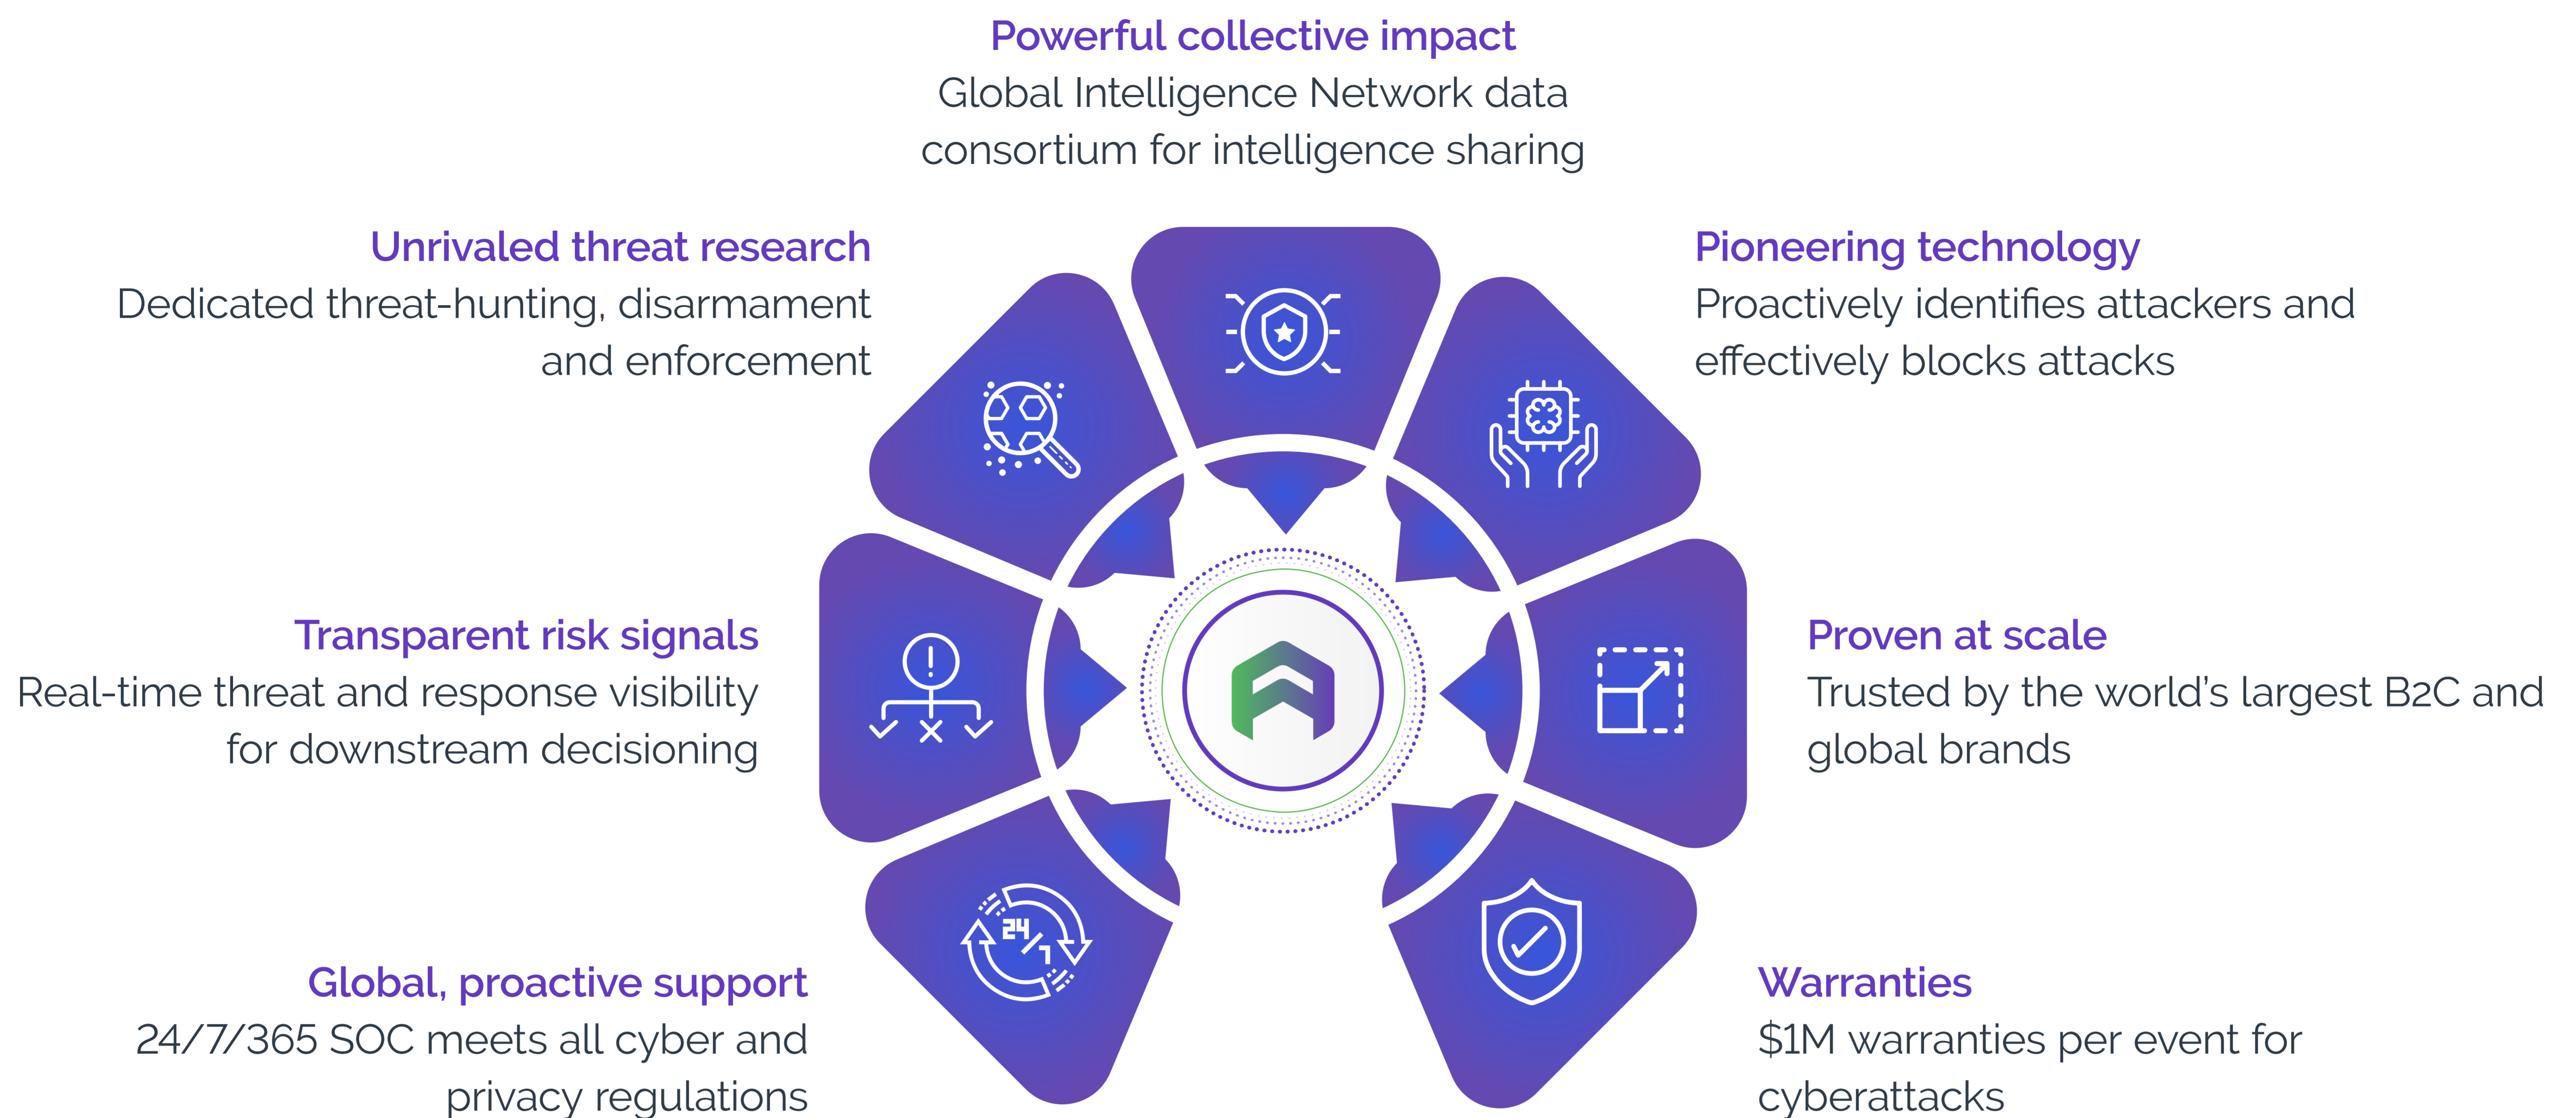 Powerful collective impact
Global Intelligence Network data
consortium for intelligence sharing
Unrivaled threat research
Dedicated threat-hunting, disarmament
and enforcement
Pioneering technology
Proactively identifies attackers and
effectively blocks attacks
Transparent risk signals
Real-time threat and response visibility
for downstream decisioning
Proven at scale
Trusted by the world's largest B2C and
global brands
24/7
Global, proactive support
24/7/365 SOC meets all cyber and
privacy regulations
Warranties
$1M warranties per event for
cyberattacks